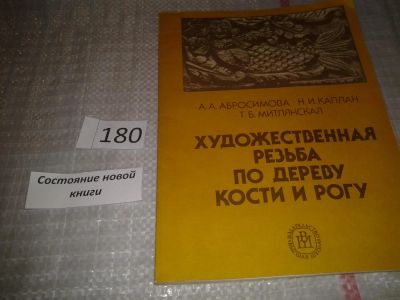 А. А. АБРОСИМОВА Н. И. КАПЛАН
Т. Б. МИТЛЯНСКАЯ
ХУДОЖЕСТВЕННАЯ
РЕЗЬБА
ПО ДЕРЕВУ
КОСТИ И РОГУ
180
Состояние новой
книги